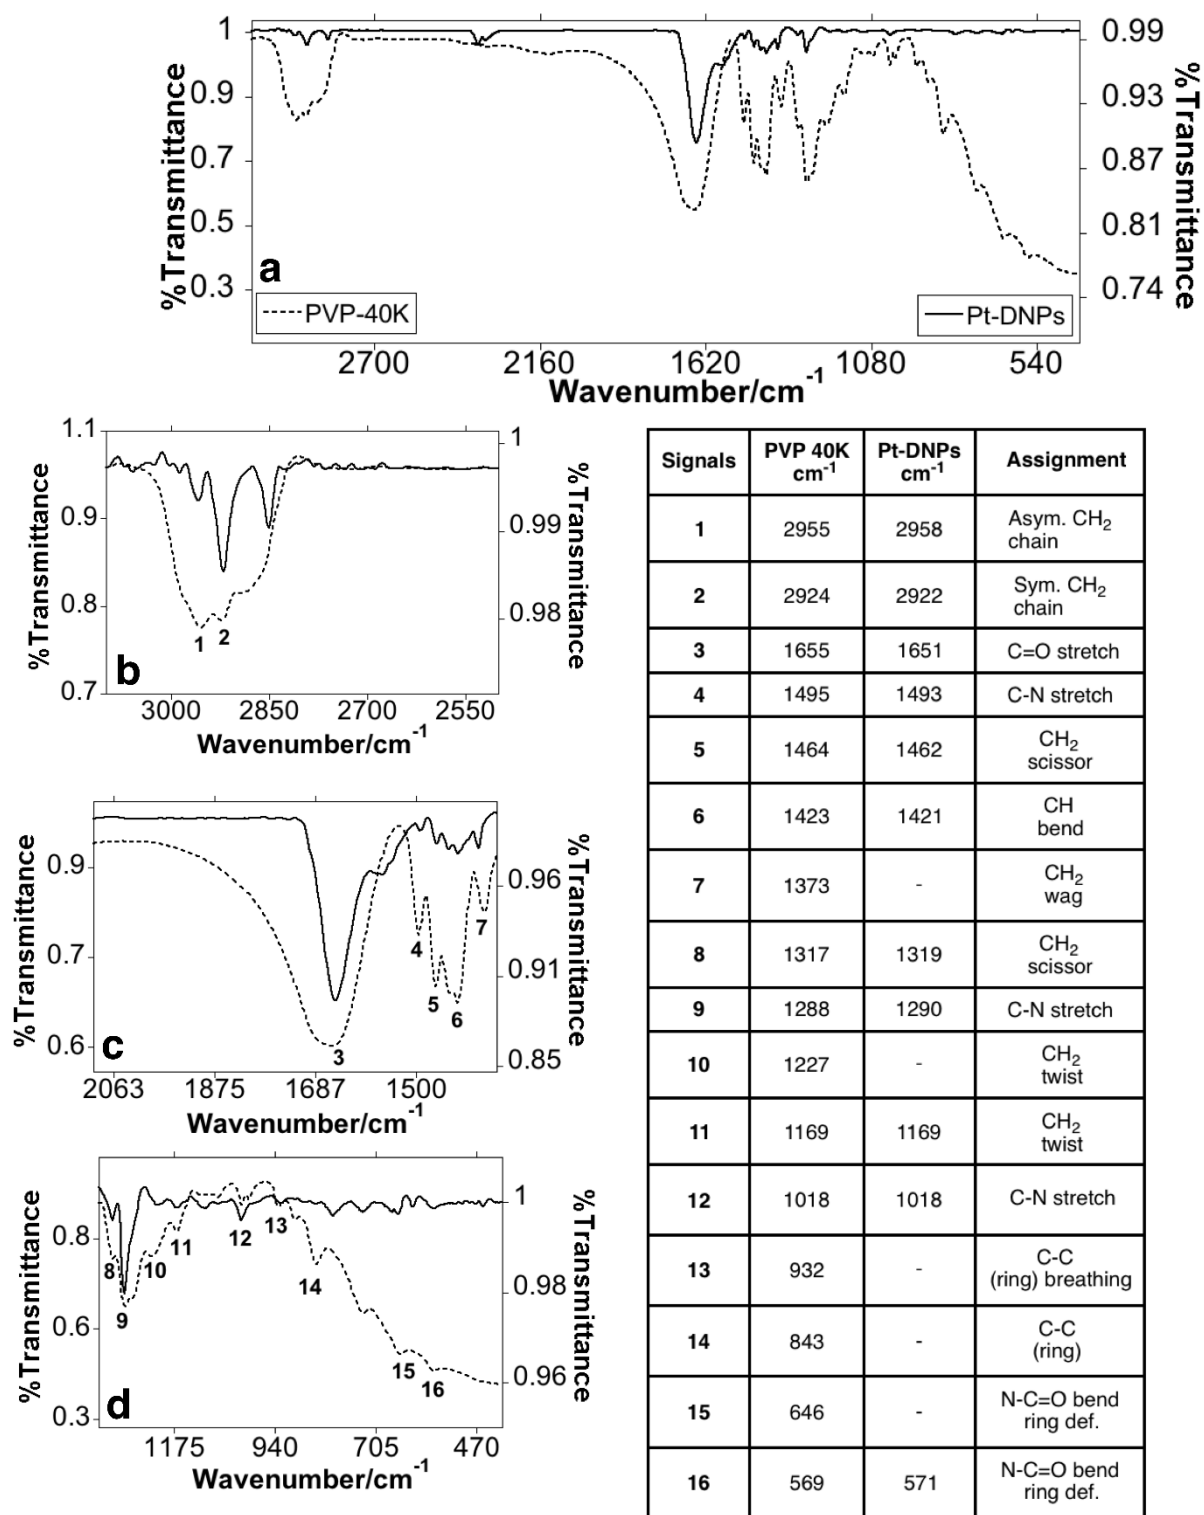 1
0.9
0.7
0.5
0.3
%Transmittance
0.99
0.93
0.87
0.81
0.74
%Transmittance
a
PVP-40K
Pt-DNPs
2700 2160 1620 1080 540
Wavenumber/cm-1
1.1
0.9
0.8
0.7
%Transmittance
1
0.99
0.98
%Transmittance
1 2
b
3000 2850 2700 2550
Wavenumber/cm-1
0.9
0.7
0.6
%Transmittance
0.96
0.91
0.85
%Transmittance
4 7
5 6
c 3
2063 1875 1687 1500
Wavenumber/cm-1
0.8
0.6
0.3
%Transmittance
1
0.98
0.96
%Transmittance
8 10 11 12 13
9 14
15 16
d
1175 940 705 470
Wavenumber/cm-1
Signals PVP 40K cm-1 Pt-DNPs cm-1 Assignment
1 2955 2958 Asym. CH2 chain
2 2924 2922 Sym. CH2 chain
3 1655 1651 C=O stretch
4 1495 1493 C-N stretch
5 1464 1462 CH2 scissor
6 1423 1421 CH bend
7 1373 - CH2 wag
8 1317 1319 CH2 scissor
9 1288 1290 C-N stretch
10 1227 - CH2 twist
11 1169 1169 CH2 twist
12 1018 1018 C-N stretch
13 932 - C-C (ring) breathing
14 843 - C-C (ring)
15 646 - N-C=O bend ring def.
16 569 571 N-C=O bend ring def.